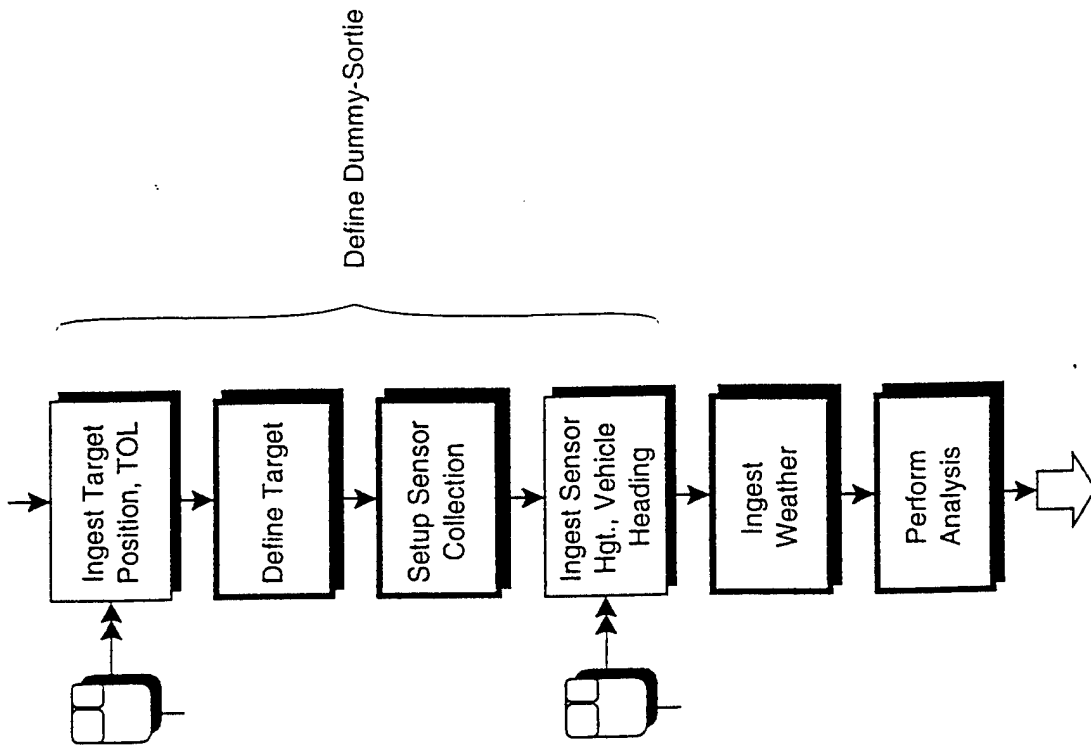 Ingest Target
Position, TOL
Define Target
Setup Sensor
Collection
Ingest Sensor
Hgt., Vehicle
Heading
Ingest
Weather
Perform
Analysis
Define Dummy-Sortie